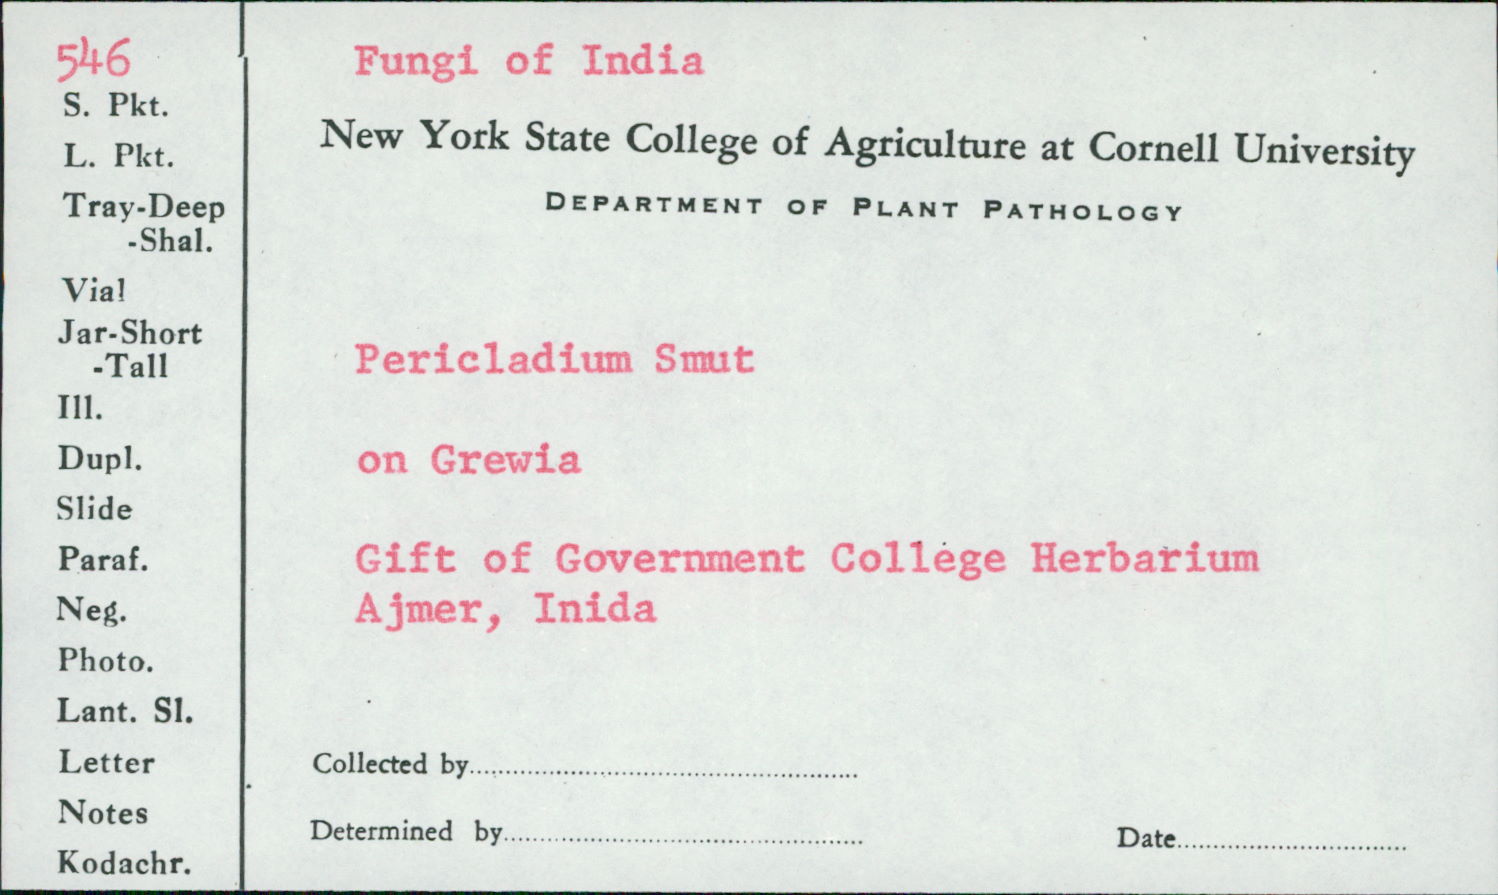 546
S. Pkt.
L. Pkt.
Tray-Deep
-Shal.
Vial
Jar-Short
-Tall
Ill.
Dupl.
Slide
Paraf.
Neg.
Photo.
Lant. Sl.
Letter
Notes
Kodachr.
Fungi of India
New York State College of Agriculture at Cornell University
DEPARTMENT OF PLANT PATHOLOGY
Pericladium Smut
on Grewia
Gift of Government College Herbarium
Ajmer, Inida
Collected by
Determined by
Date